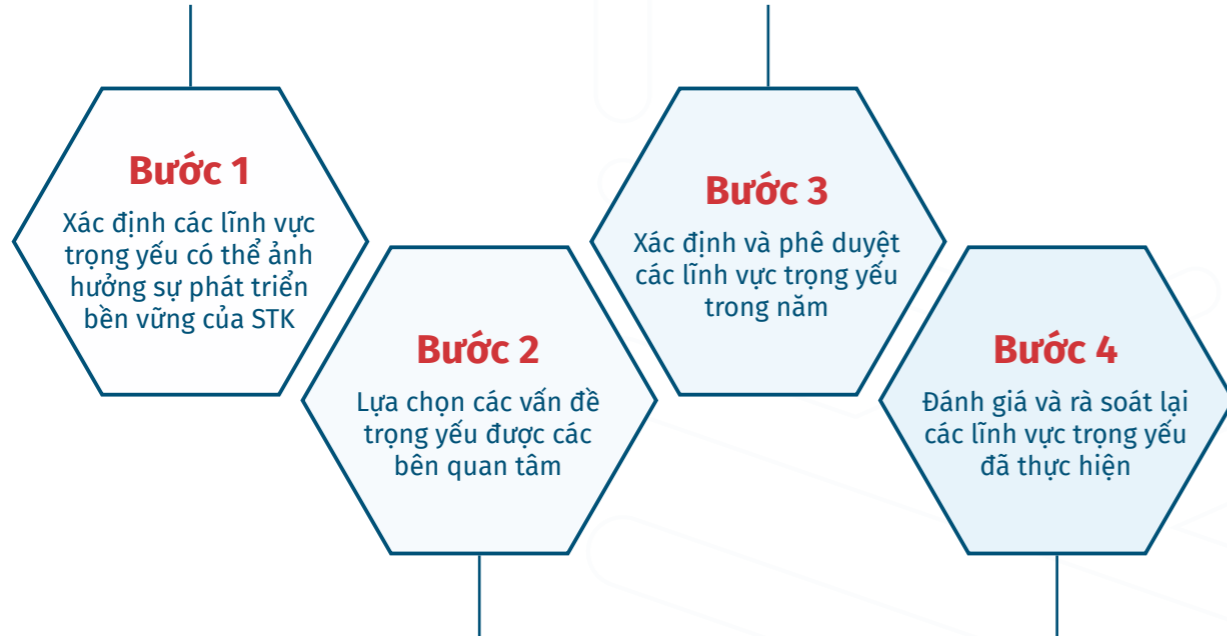 Bước 1
Xác định các lĩnh vực
trọng yếu có thể ảnh
hưởng sự phát triển
bền vững của STK
Bước 2
Lựa chọn các vấn đề
trọng yếu được các
bên quan tâm
Bước 3
Xác định và phê duyệt
các lĩnh vực trọng yếu
trong năm
Bước 4
Đánh giá và rà soát lại
các lĩnh vực trọng yếu
đã thực hiện